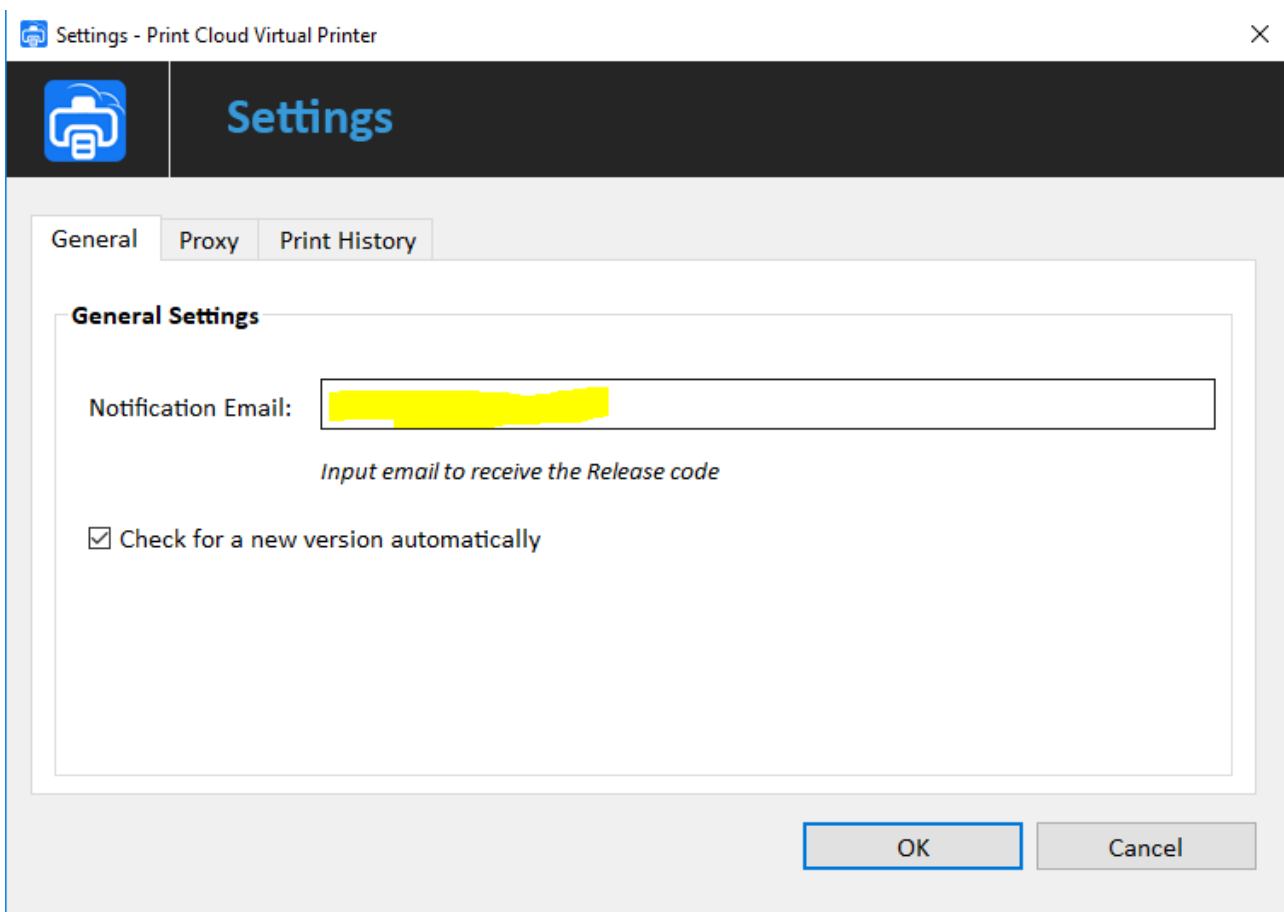 Settings - Print Cloud Virtual Printer
Settings
General Proxy Print History
General Settings
Notification Email:
Input email to receive the Release code
Check for a new version automatically
OK Cancel